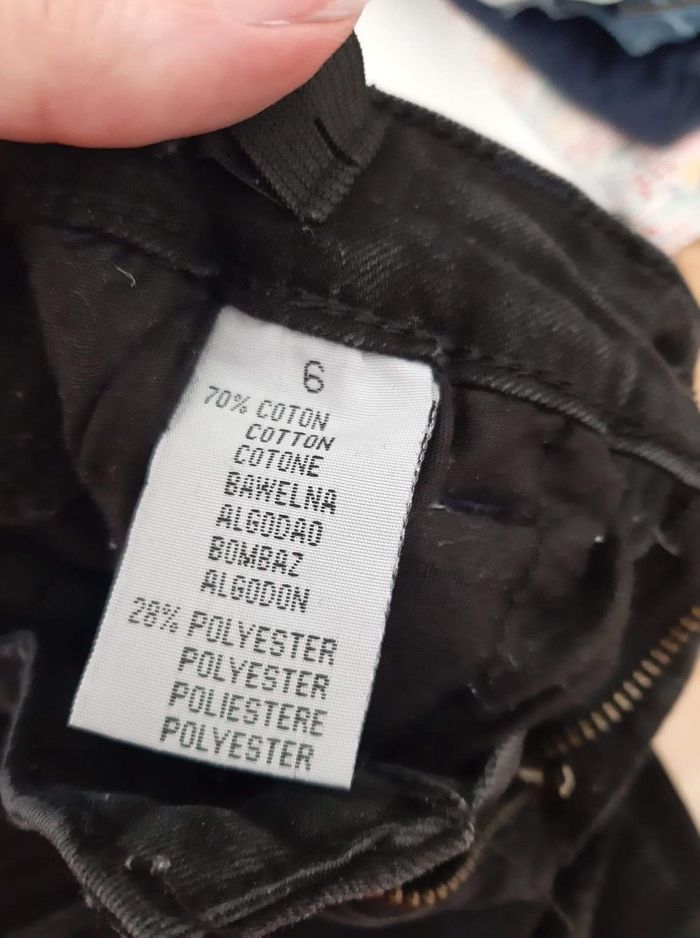 6
70% COTON
COTTON
COTONE
BAWELNA
ALGODAO
BOMBAZ
ALGODON
28% POLYESTER
POLYESTER
POLIESTERE
POLYESTER